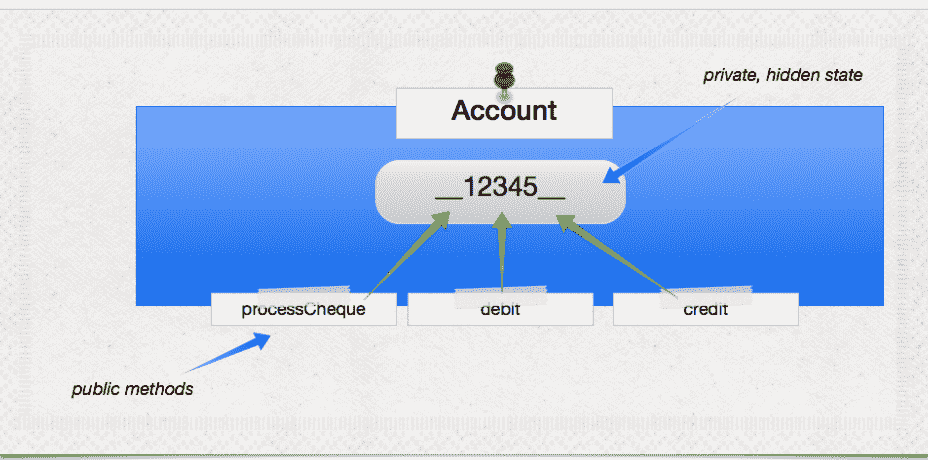 private, hidden state
Account
__12345__
processCheque
debit
credit
public methods